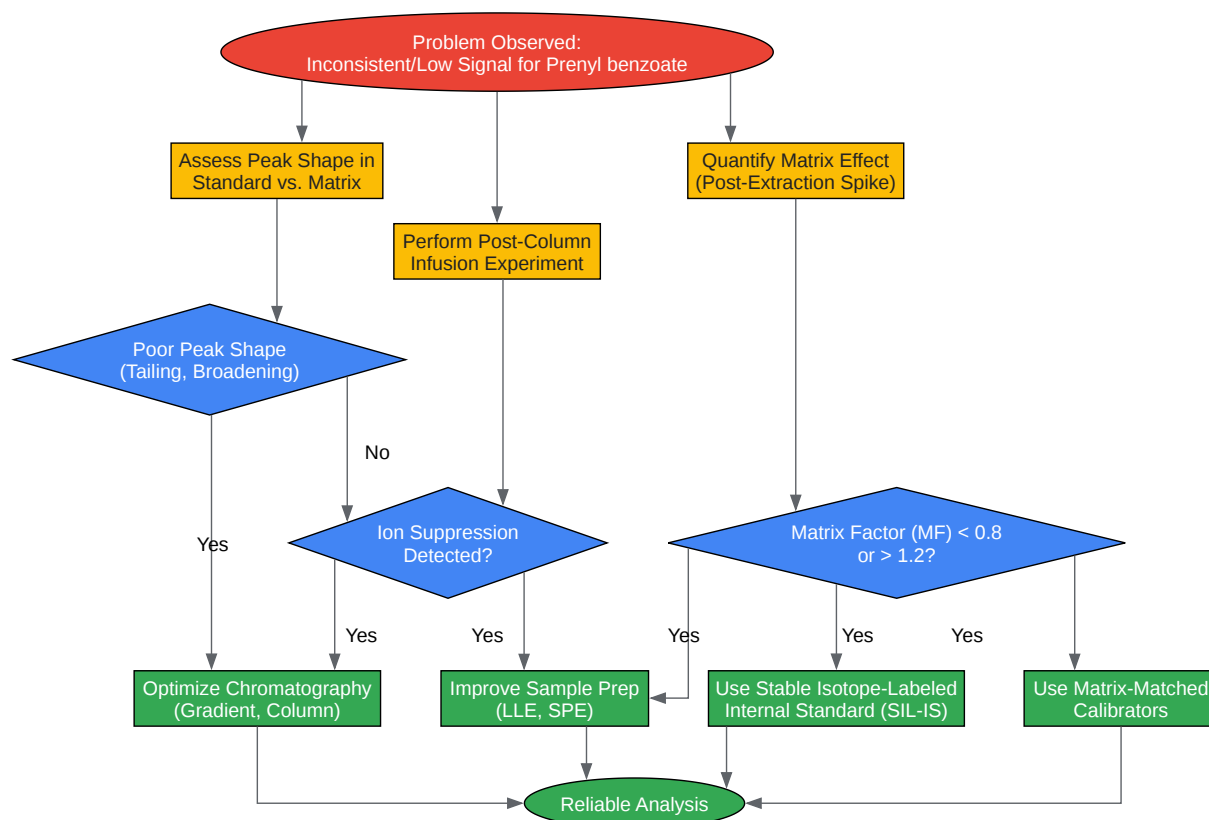 Problem Observed:
Inconsistent/Low Signal for Prenyl benzoate
Assess Peak Shape in
Standard vs. Matrix
Quantify Matrix Effect
(Post-Extraction Spike)
Perform Post-Column
Infusion Experiment
Poor Peak Shape
(Tailing, Broadening)
No
Yes
Ion Suppression
Detected?
Matrix Factor (MF) < 0.8
or > 1.2?
Yes
Yes
Yes
Yes
Yes
Optimize Chromatography
(Gradient, Column)
Improve Sample Prep
(LLE, SPE)
Use Stable Isotope-Labeled
Internal Standard (SIL-IS)
Use Matrix-Matched
Calibrators
Reliable Analysis